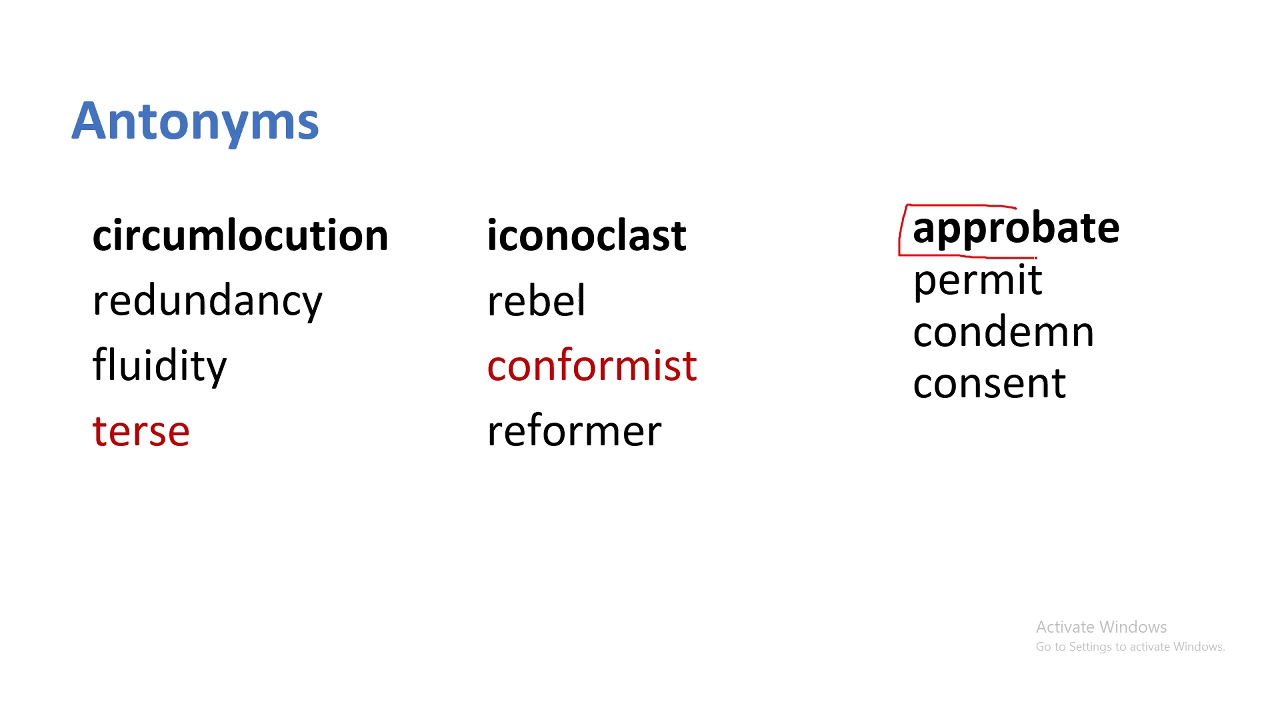 Antonyms
circumlocution
redundancy
fluidity
terse
iconoclast
rebel
conformist
reformer
approbate
permit
condemn
consent
Activate Windows
Go to Settings to activate Windows.